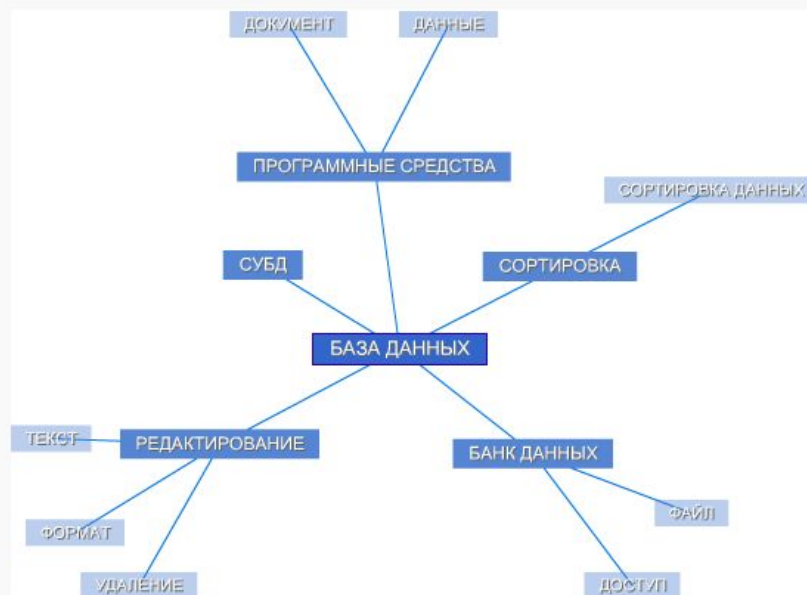 ДОКУМЕНТ
ДАННЫЕ
ПРОГРАММНЫЕ СРЕДСТВА
СОРТИРОВКА ДАННЫХ
СУБД
СОРТИРОВКА
БАЗА ДАННЫХ
ТЕКСТ
РЕДАКТИРОВАНИЕ
БАНК ДАННЫХ
ФАЙЛ
ФОРМАТ
УДАЛЕНИЕ
ДОСТУП